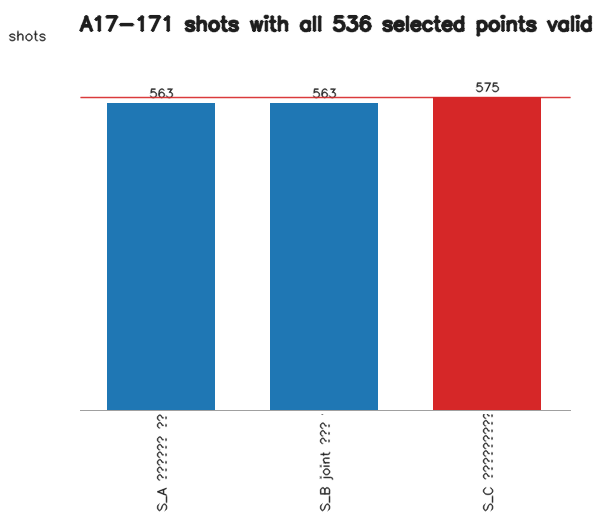 A17-171 shots with all 536 selected points valid
shots
563
563
575
S_A ?????? ??
S_B joint ???
S_C ?????????